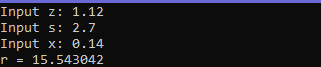 Input z: 1.12
Input s: 2.7
Input x: 0.14
r = 15.543042